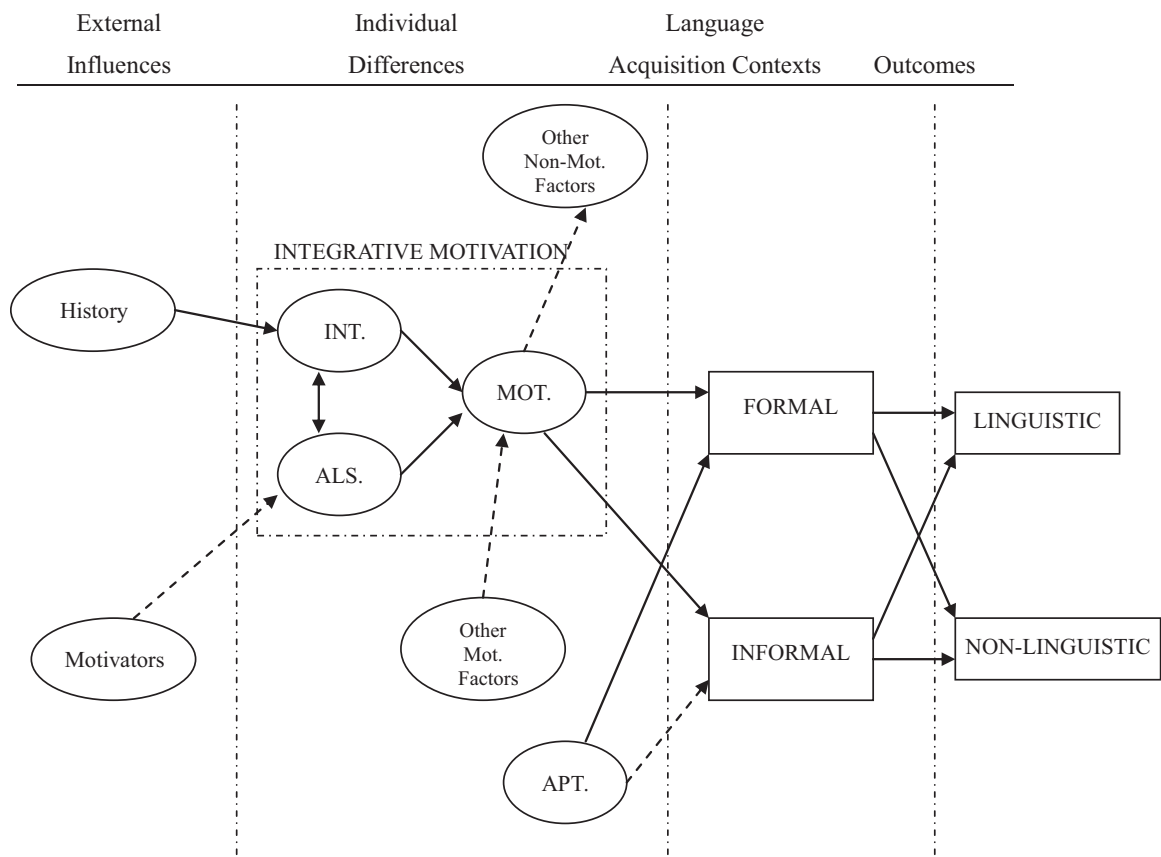 External
Influences
Individual
Differences
Language
Acquisition Contexts
Outcomes
Other
Non-Mot.
Factors
INTEGRATIVE MOTIVATION
History
INT.
MOT.
ALS.
FORMAL
LINGUISTIC
Motivators
Other
Mot.
Factors
INFORMAL
NON-LINGUISTIC
APT.